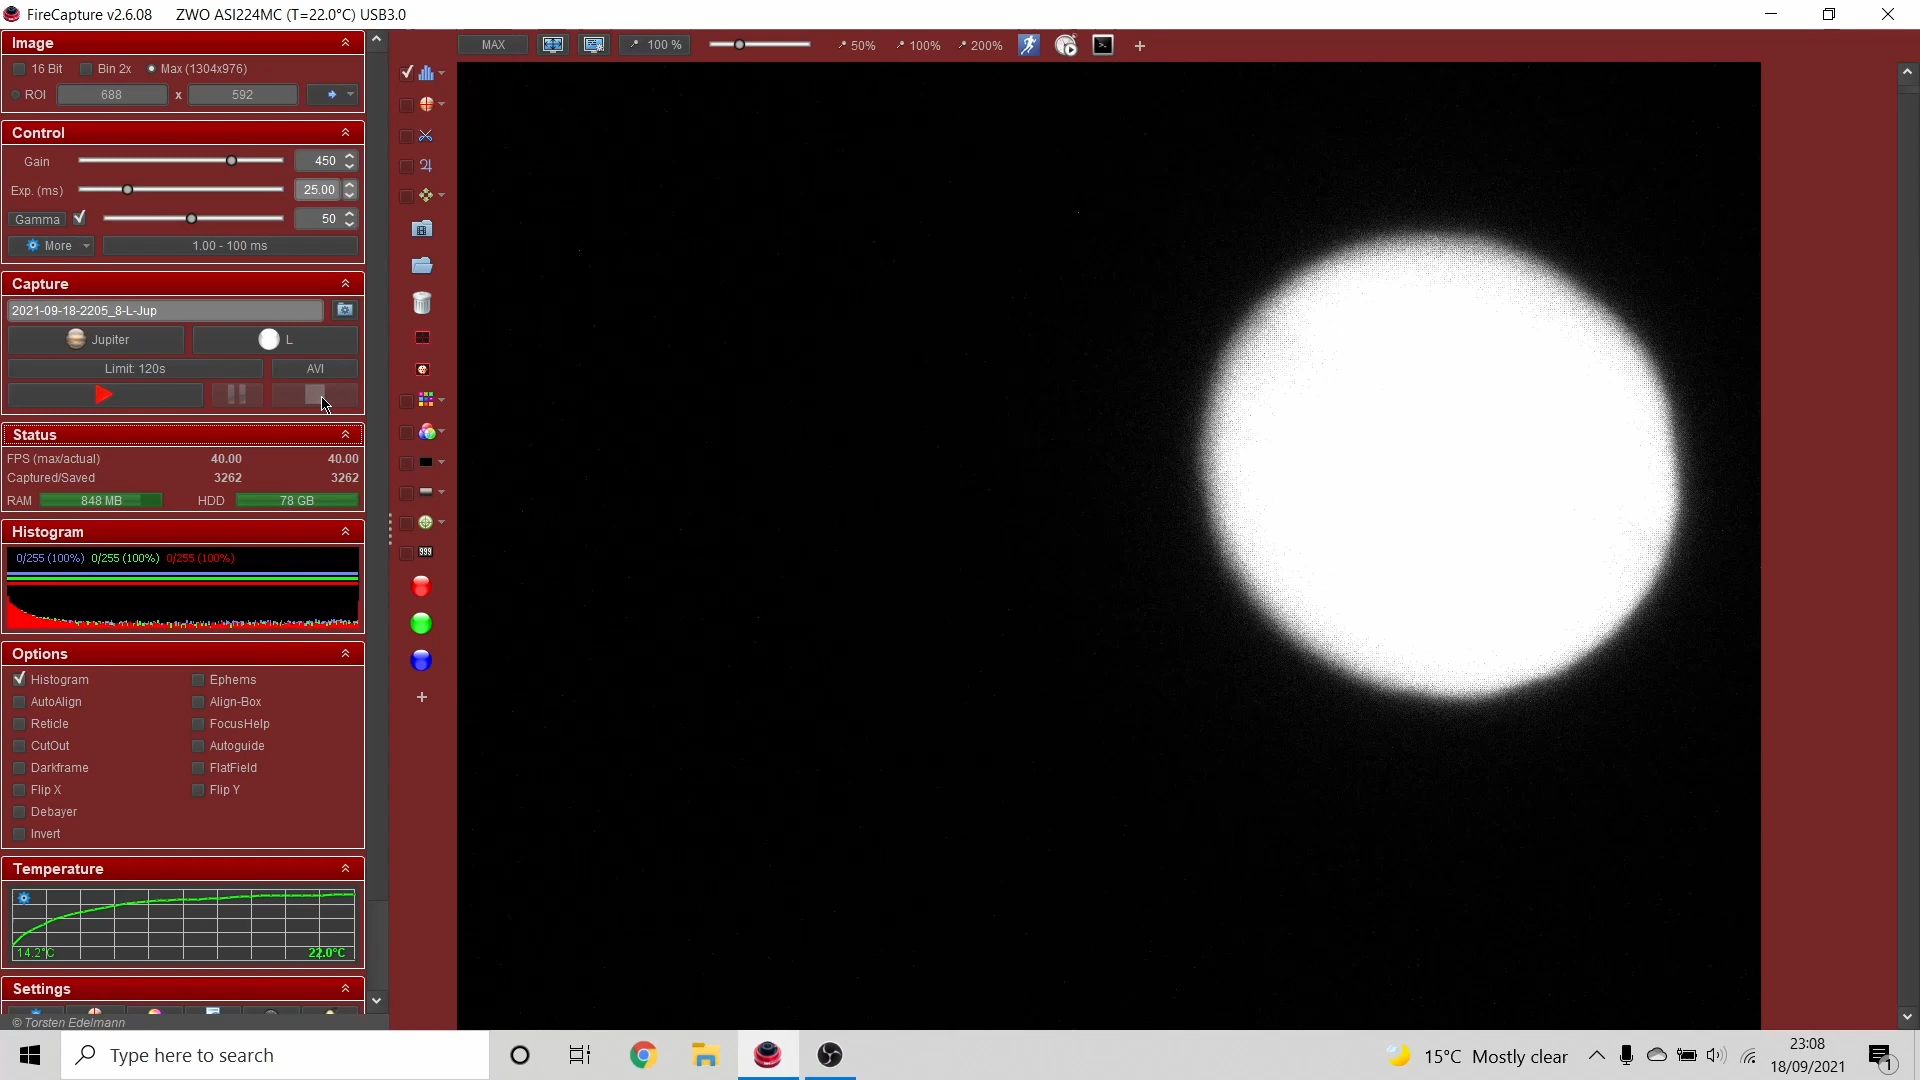 FireCapture v2.6.08 ZWO ASI224MC (T=22.0°C) USB3.0
Image
16 Bit Bin 2x Max (1304x976)
ROI 688 x 592
MAX 100 % 50% 100% 200%
Control
Gain 450
Exp. (ms) 25.00
Gamma 50
More 1.00 - 100 ms
Capture
2021-09-18-2205_8-L-Jup
Jupiter L
Limit: 120s AVI
Status
FPS (max/actual) 40.00 40.00
Captured/Saved 3262 3262
RAM 848 MB HDD 78 GB
Histogram
0/255 (100%) 0/255 (100%) 0/255 (100%)
999
Options
Histogram Ephems
AutoAlign Align-Box
Reticle FocusHelp
CutOut Autoguide
Darkframe FlatField
Flip X Flip Y
Debayer
Invert
Temperature
14.2°C 22.0°C
Settings
© Torsten Edelmann
Type here to search
15°C Mostly clear
23:08
18/09/2021
1